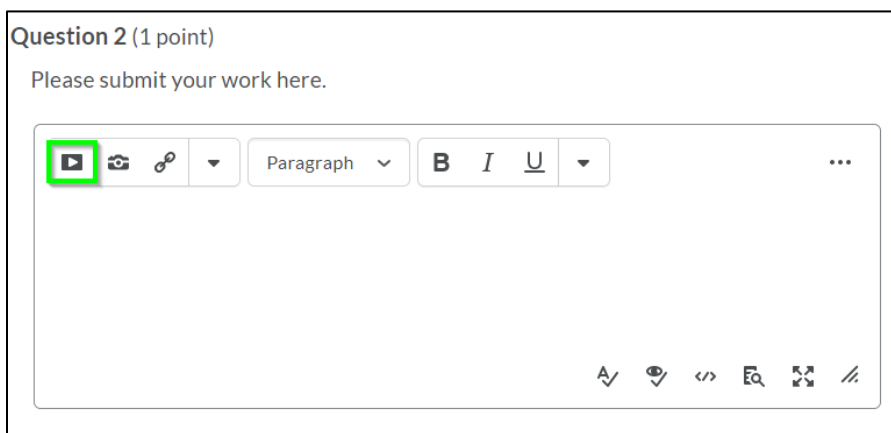 Question 2 (1 point)
Please submit your work here.
Paragraph
B I U